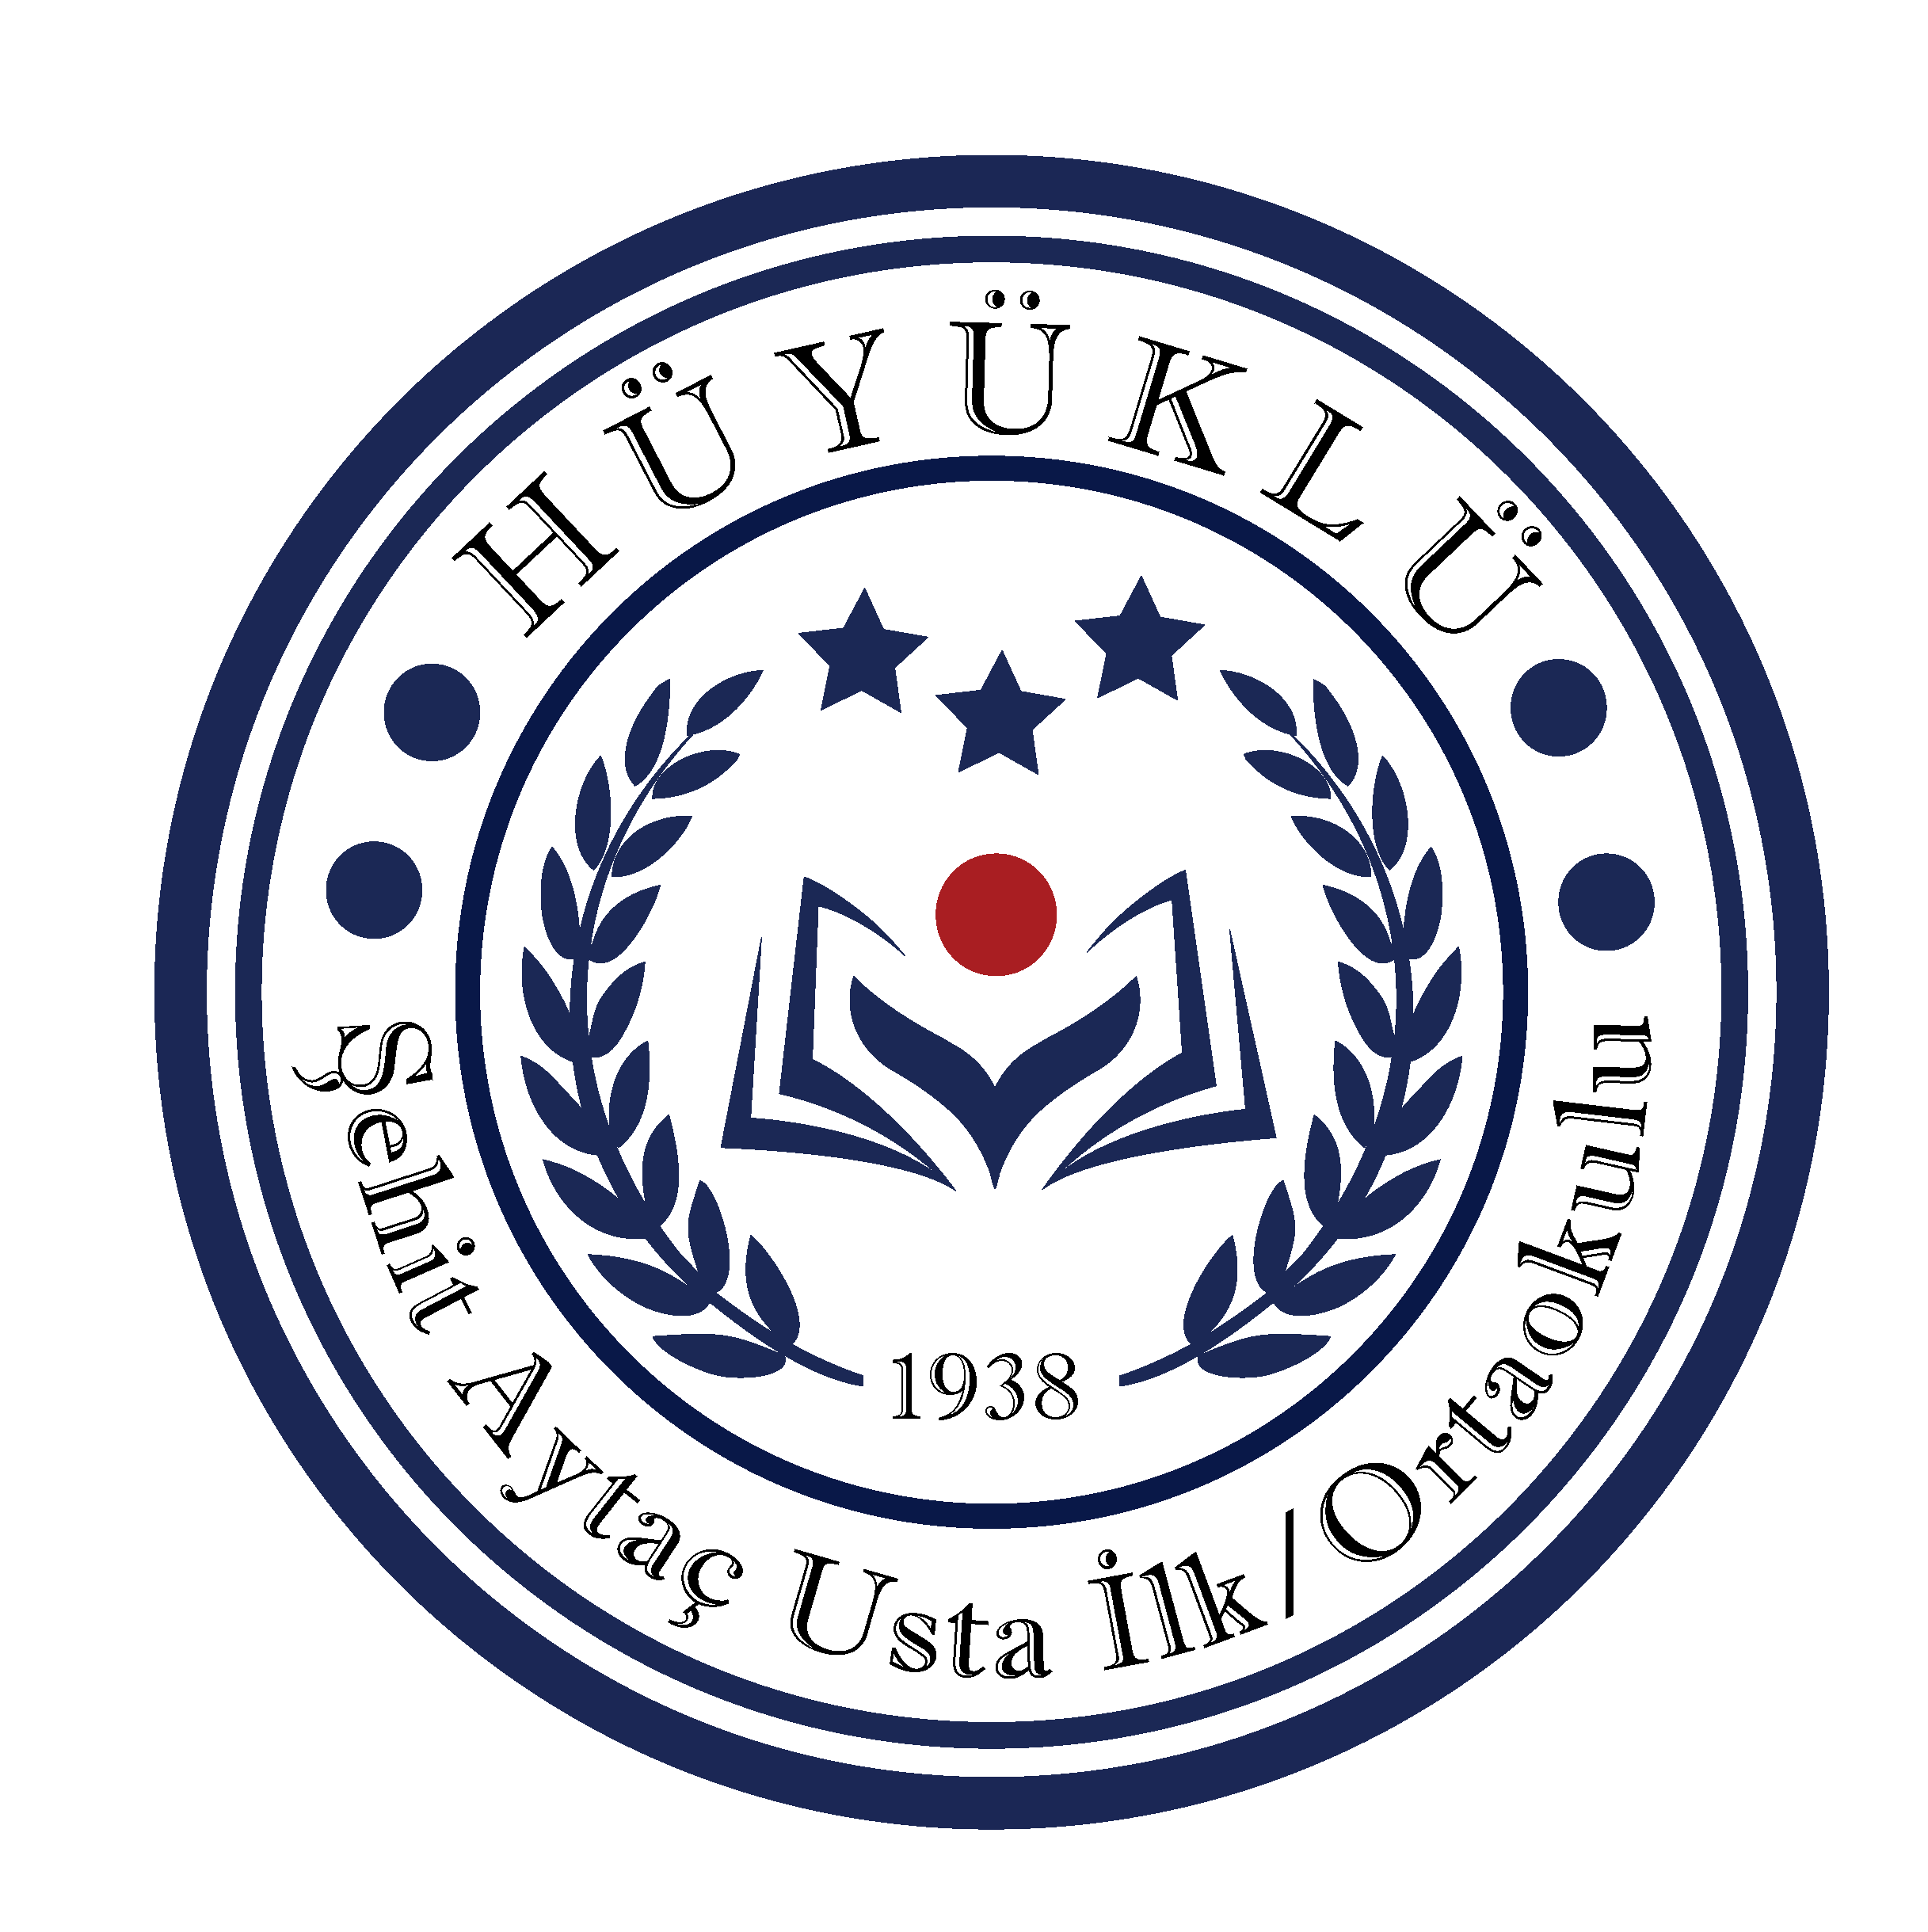 HÜYÜKLÜ
1938
Şehit Aytaç Usta İlk/Ortaokulu